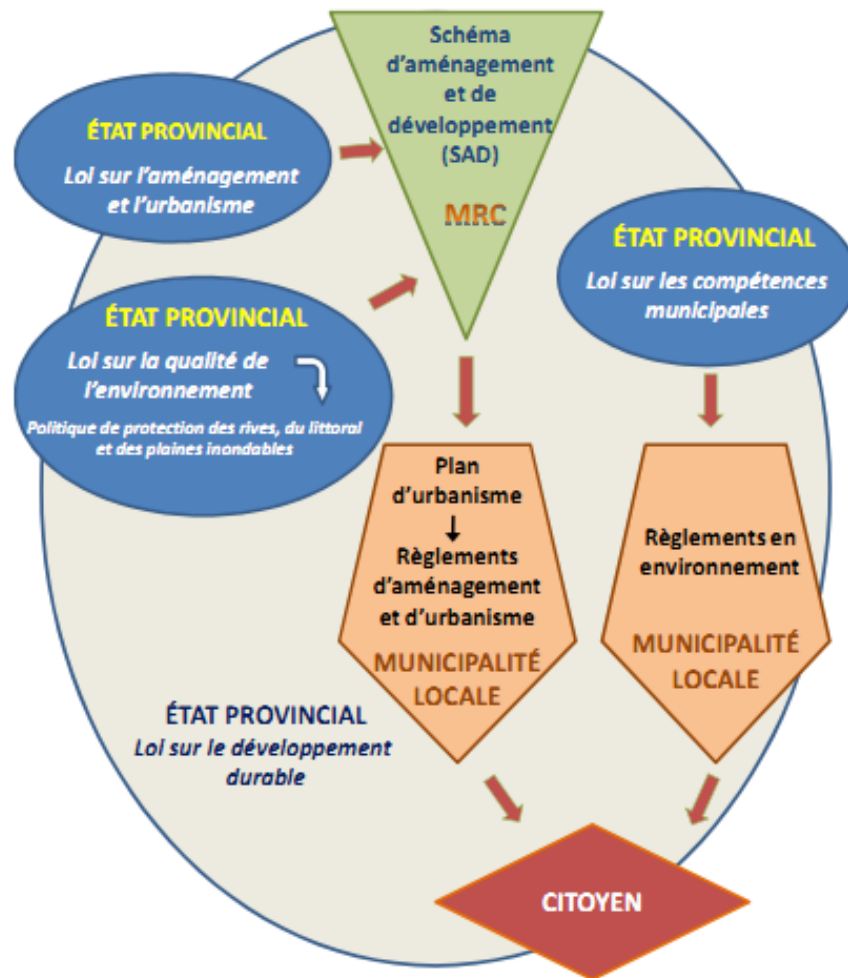 Schéma
d'aménagement
et de
développement
(SAD)
MRC
ÉTAT PROVINCIAL
Loi sur l'aménagement
et l'urbanisme
ÉTAT PROVINCIAL
Loi sur les compétences
municipales
ÉTAT PROVINCIAL
Loi sur la qualité de
l'environnement
Politique de protection des rives, du littoral
et des plaines inondables
Plan
d'urbanisme
Règlements
d'aménagement
et d'urbanisme
MUNICIPALITÉ
LOCALE
Règlements en
environnement
MUNICIPALITÉ
LOCALE
ÉTAT PROVINCIAL
Loi sur le développement
durable
CITOYEN